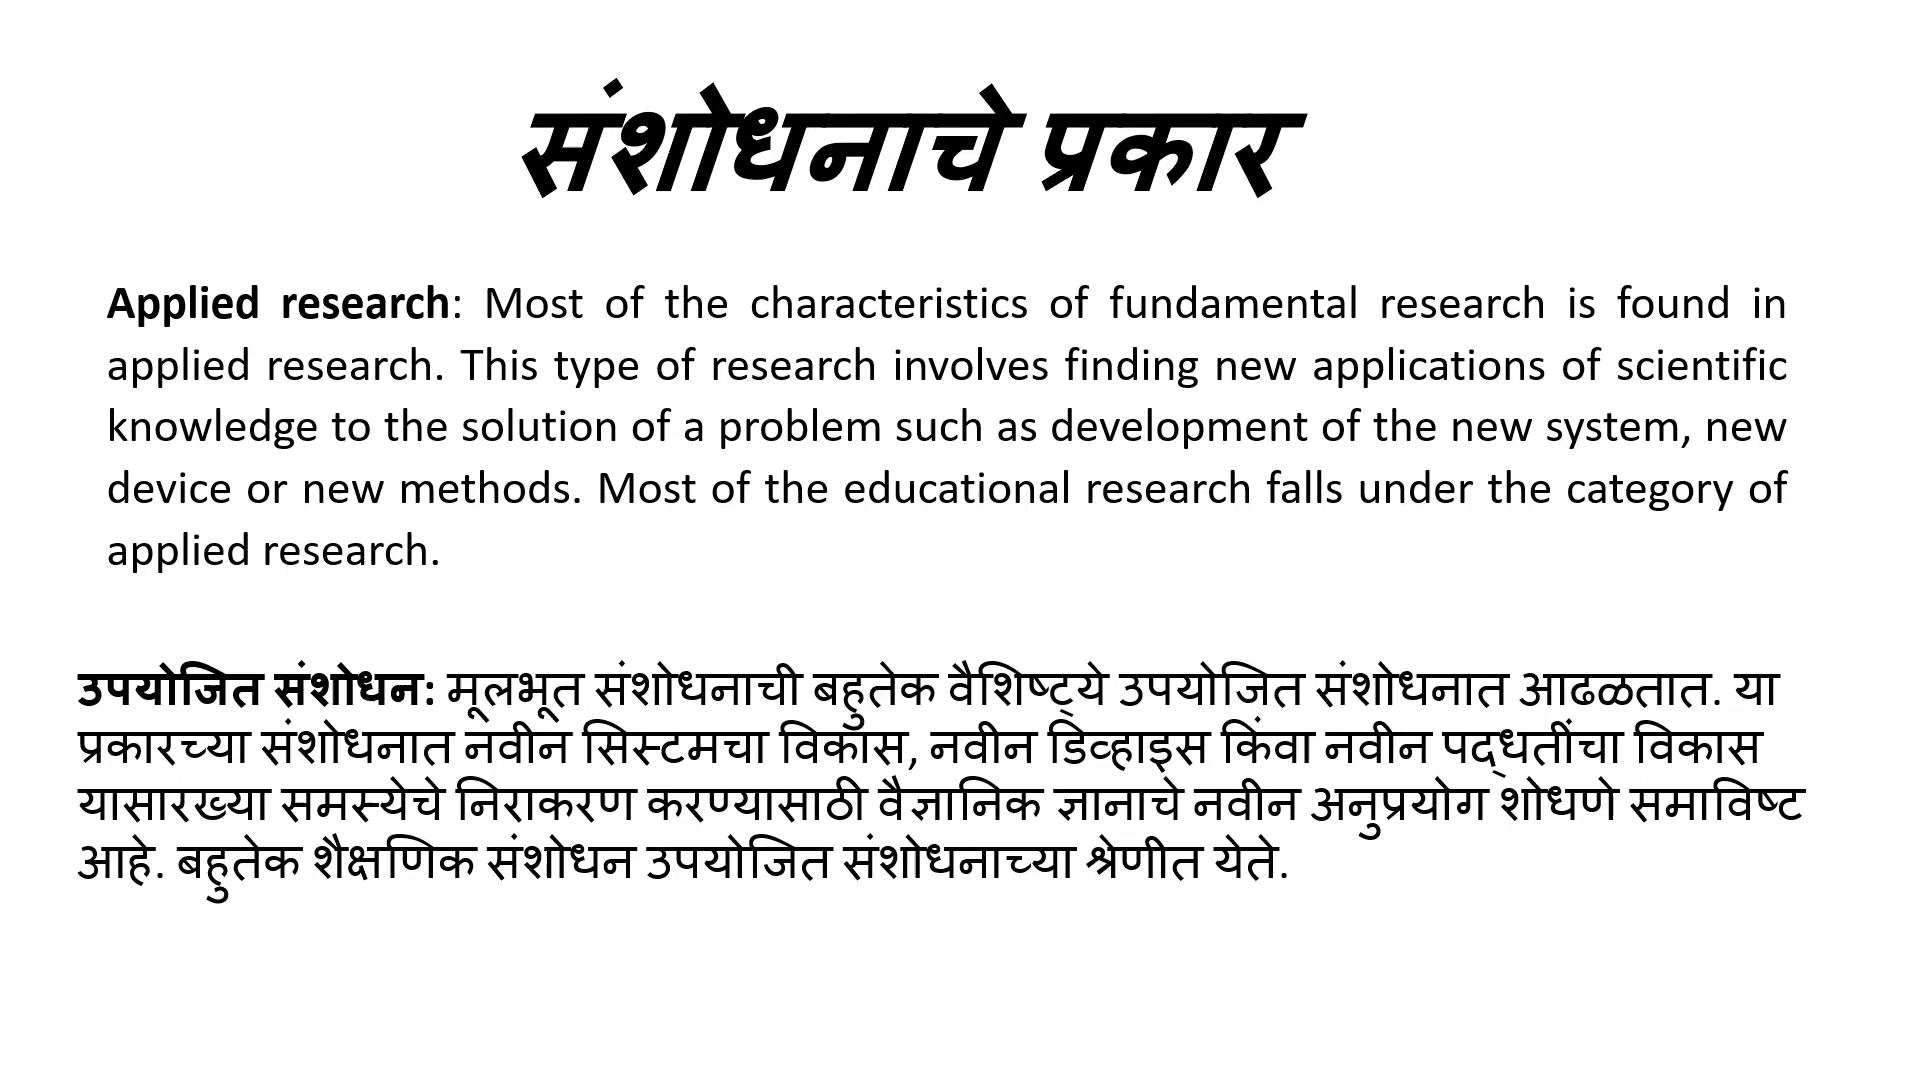 संशोधनाचे प्रकार
Applied research: Most of the characteristics of fundamental research is found in
applied research. This type of research involves finding new applications of scientific
knowledge to the solution of a problem such as development of the new system, new
device or new methods. Most of the educational research falls under the category of
applied research.
उपयोजित संशोधन: मूलभूत संशोधनाची बहुतेक वैशिष्ट्ये उपयोजित संशोधनात आढळतात. या
प्रकारच्या संशोधनात नवीन सिस्टमचा विकास, नवीन डिव्हाइस किंवा नवीन पद्धतींचा विकास
यासारख्या समस्येचे निराकरण करण्यासाठी वैज्ञानिक ज्ञानाचे नवीन अनुप्रयोग शोधणे समाविष्ट
आहे. बहुतेक शैक्षणिक संशोधन उपयोजित संशोधनाच्या श्रेणीत येते.